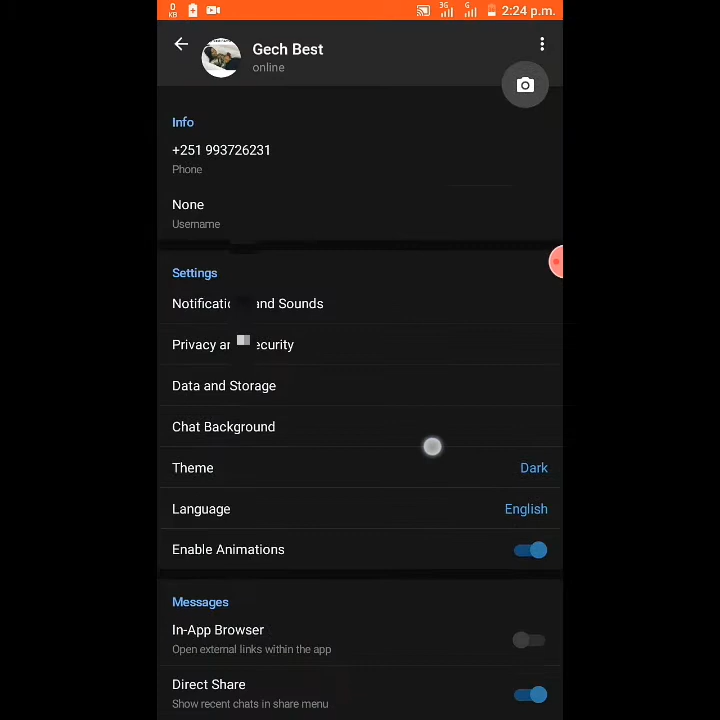 0
KB
3G
G
2:24 p.m.
Gech Best
online
Info
+251 993726231
Phone
None
Username
Settings
and Sounds
Privacy
Data and Storage
Chat Background
Theme
Dark
Language
English
Enable Animations
Messages
In-App Browser
Open external links within the app
Direct Share
Show recent chats in share menu